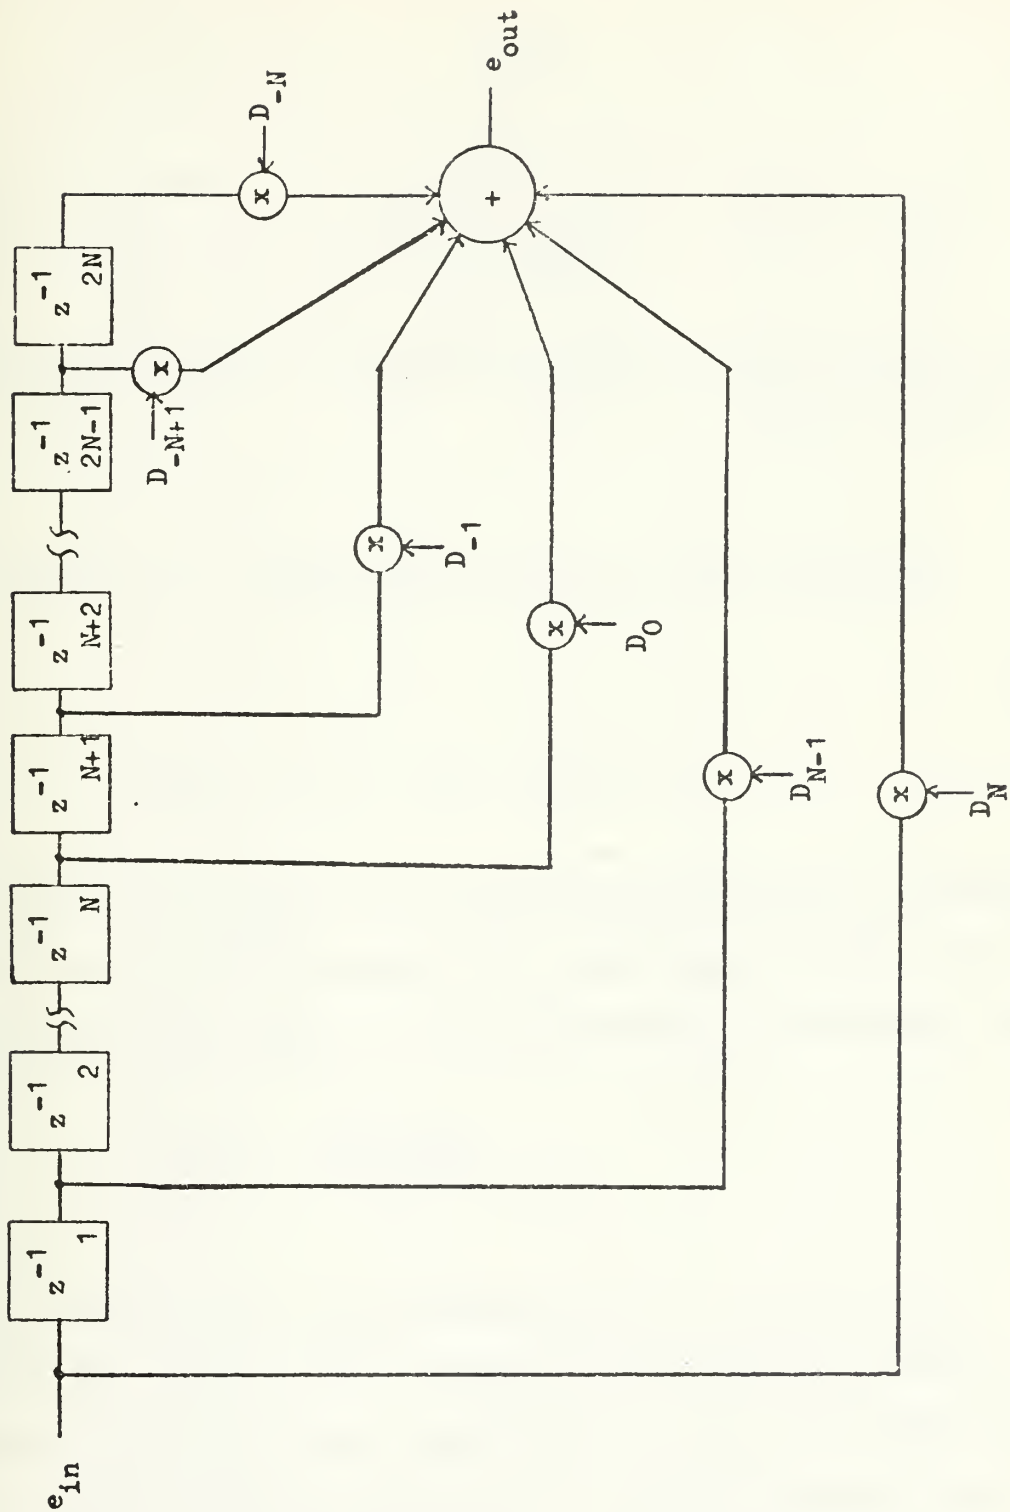 e_in
z^-1 1
z^-1 2
z^-1 N
z^-1 N+1
z^-1 N+2
z^-1 2N-1
z^-1 2N
x D_-N
x D_-N+1
x D_-1
x D_0
x D_N-1
x D_N
+
e_out